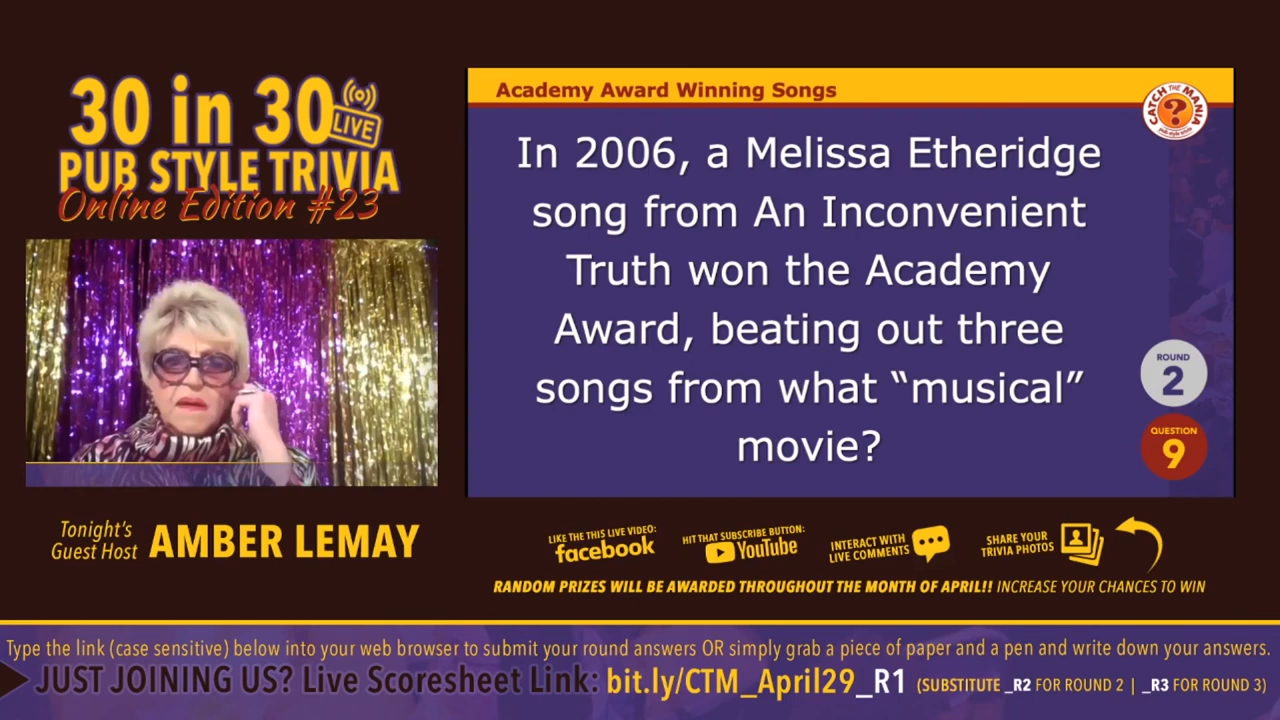 30 in 30
LIVE
PUB STYLE TRIVIA
Online Edition #23
Academy Award Winning Songs
CATCH THE MANIA
?
pub style trivia
In 2006, a Melissa Etheridge
song from An Inconvenient
Truth won the Academy
Award, beating out three
songs from what “musical”
movie?
ROUND
2
QUESTION
9
Tonight's
Guest Host
AMBER LEMAY
LIKE THE THIS LIVE VIDEO:
facebook
HIT THAT SUBSCRIBE BUTTON:
YouTube
INTERACT WITH
LIVE COMMENTS
SHARE YOUR
TRIVIA PHOTOS
RANDOM PRIZES WILL BE AWARDED THROUGHOUT THE MONTH OF APRIL!! INCREASE YOUR CHANCES TO WIN
Type the link (case sensitive) below into your web browser to submit your round answers OR simply grab a piece of paper and a pen and write down your answers.
JUST JOINING US? Live Scoresheet Link: bit.ly/CTM_April29_R1 (SUBSTITUTE _R2 FOR ROUND 2 | _R3 FOR ROUND 3)